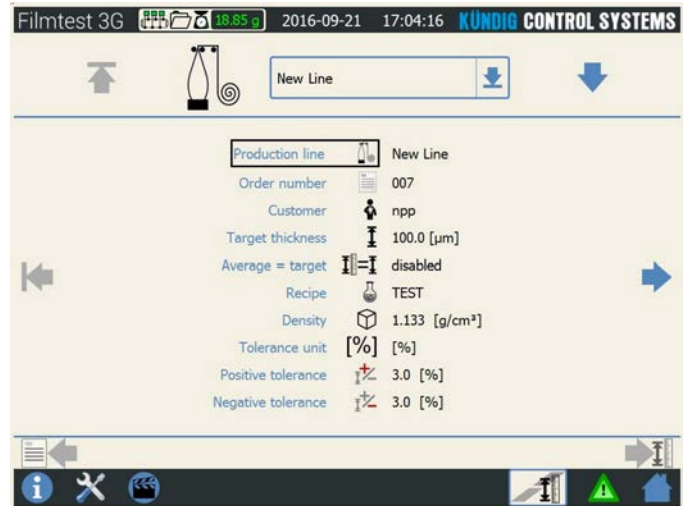 Filmtest 3G 18.85 g 2016-09-21 17:04:16 KÜNDIG CONTROL SYSTEMS
New Line
Production line New Line
Order number 007
Customer npp
Target thickness 100.0 [µm]
Average = target = disabled
Recipe TEST
Density 1.133 [g/cm³]
Tolerance unit [%] [%]
Positive tolerance 3.0 [%]
Negative tolerance 3.0 [%]